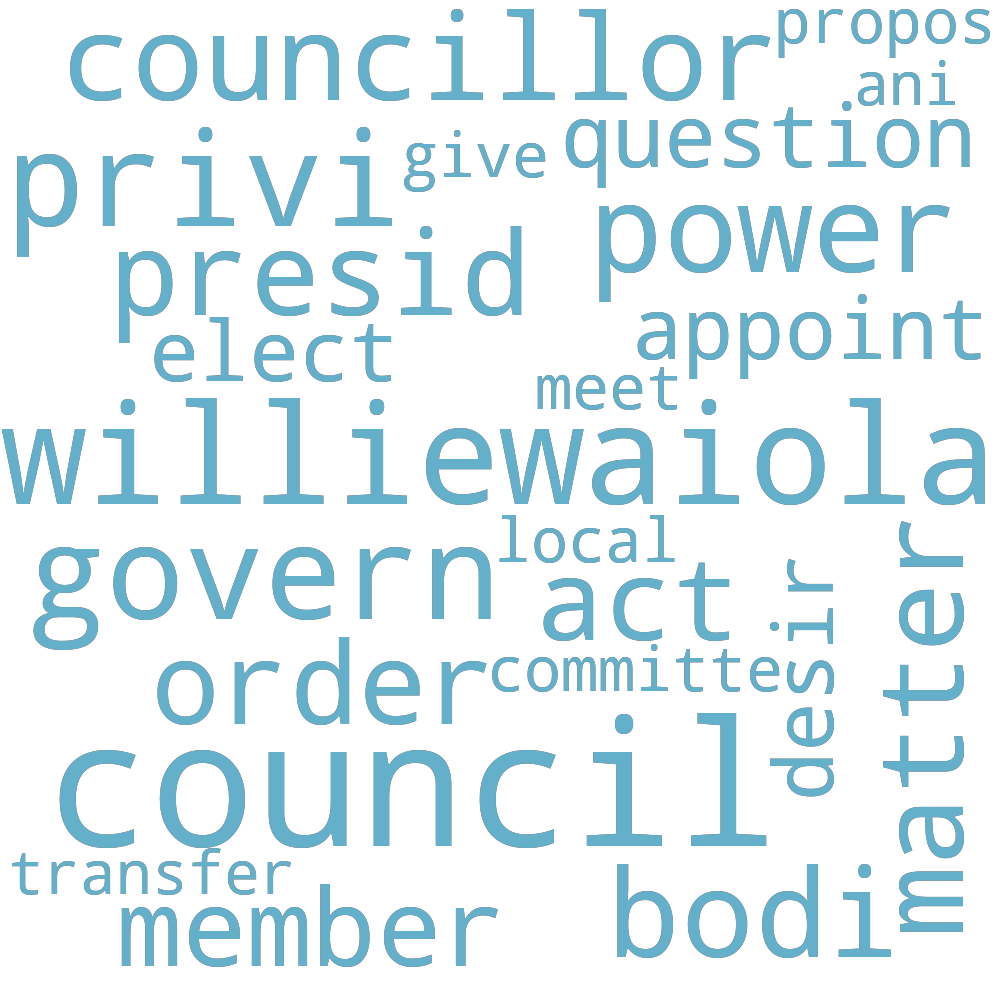 councillor
propos
ani
question
privi
give
power
presid
appoint
elect
meet
williewaiola
local
govern
act
desir
matter
order
committe
council
transfer
member
bodi